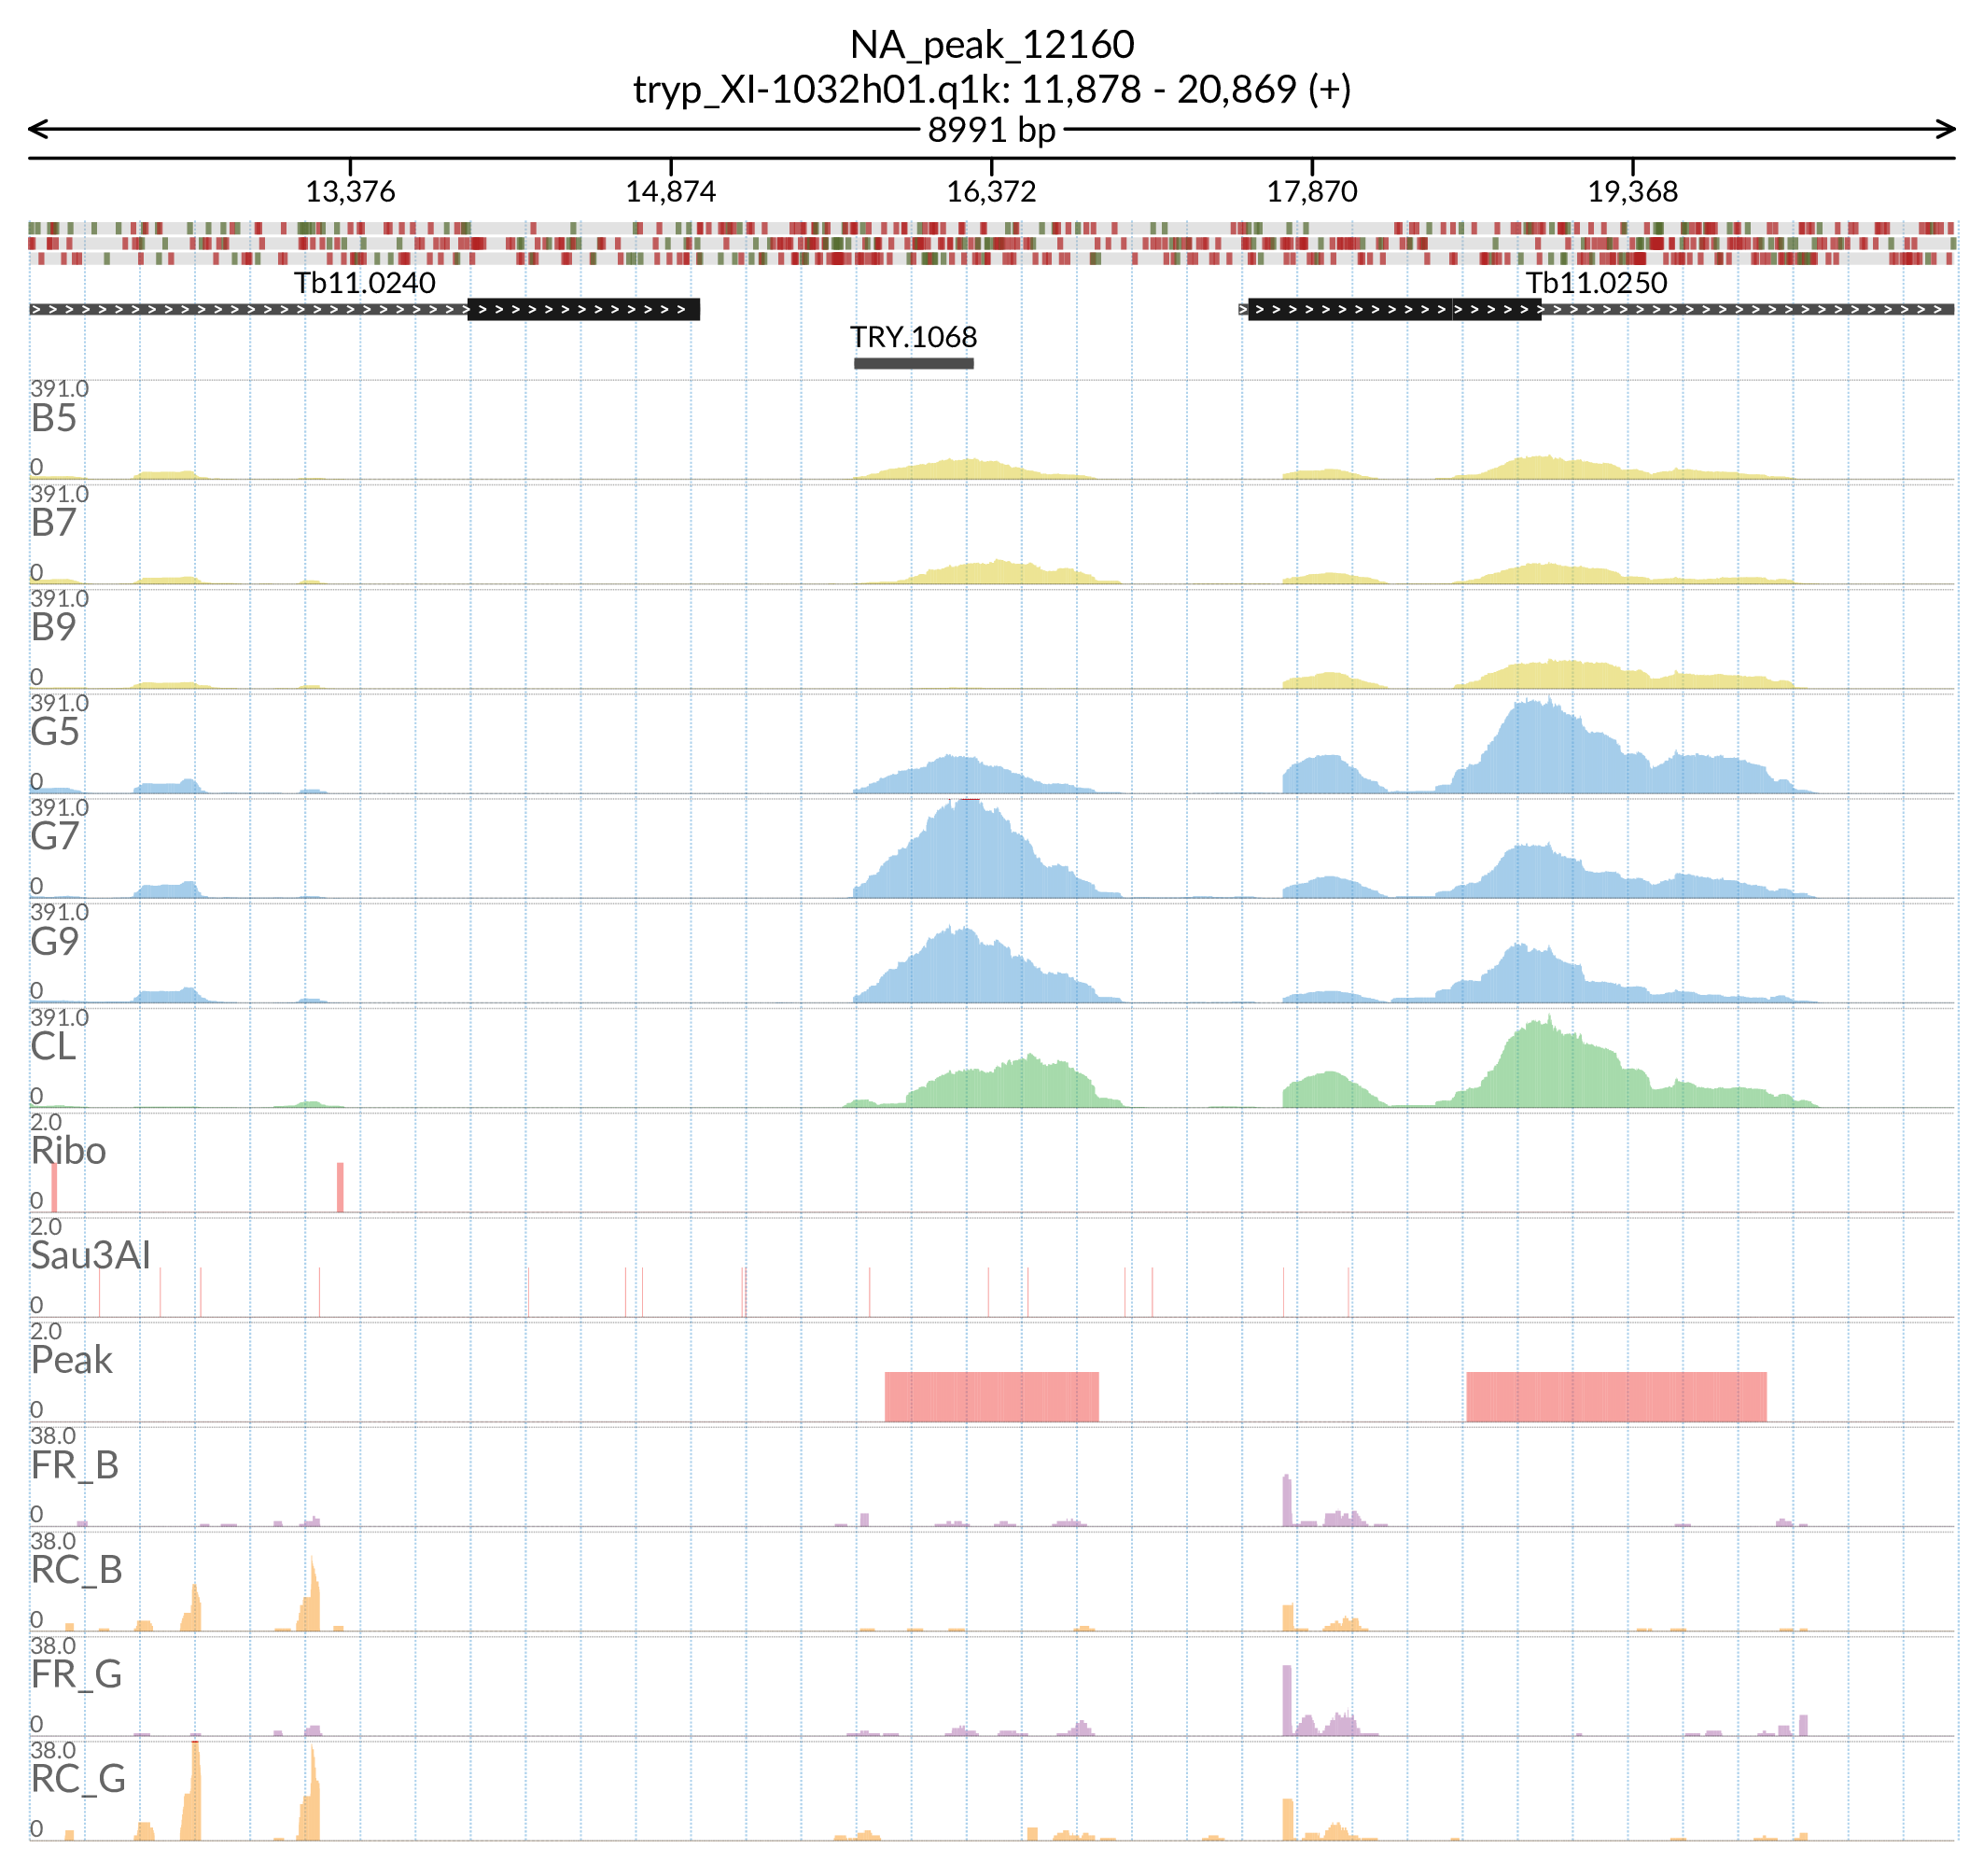 NA_peak_12160
tryp_XI-1032h01.q1k: 11,878 - 20,869 (+)
8991 bp
13,376 14,874 16,372 17,870 19,368
Tb11.0240 Tb11.0250
TRY.1068
391.0
B5
0
391.0
B7
0
391.0
B9
0
391.0
G5
0
391.0
G7
0
391.0
G9
0
391.0
CL
0
2.0
Ribo
0
2.0
Sau3AI
0
2.0
Peak
0
38.0
FR_B
0
38.0
RC_B
0
38.0
FR_G
0
38.0
RC_G
0